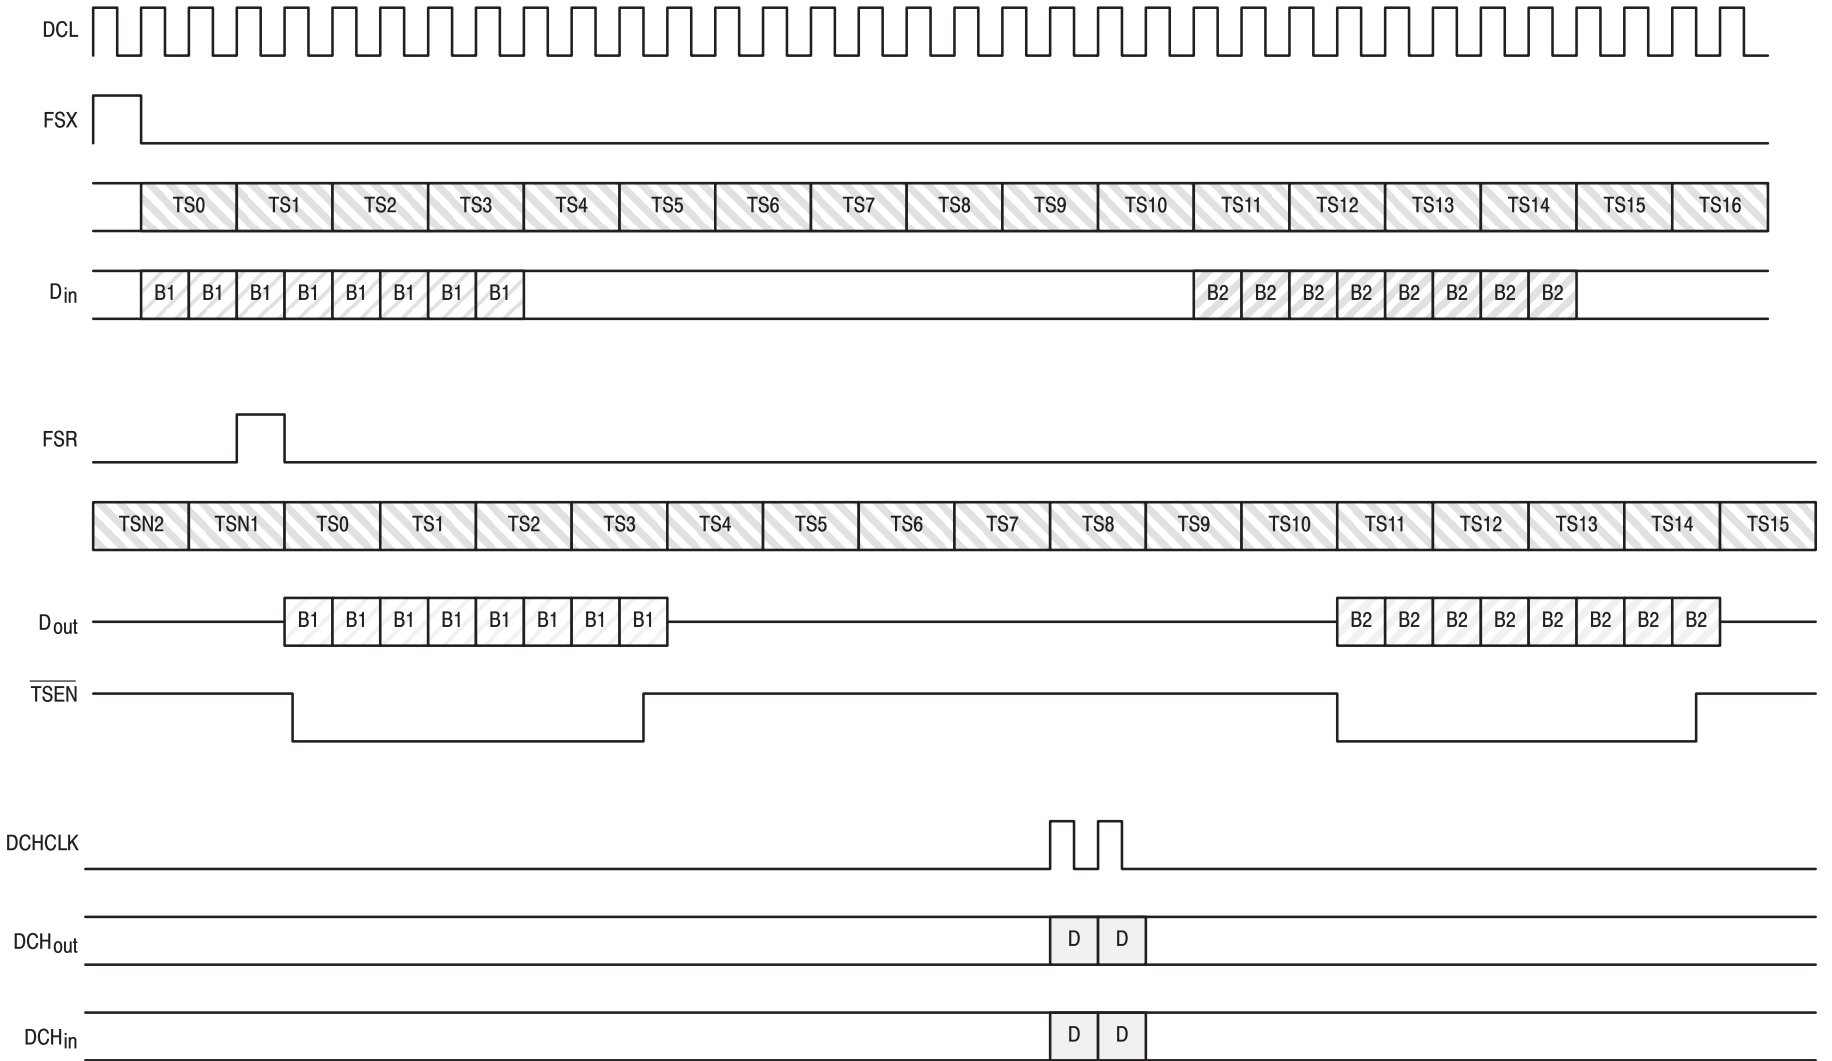 DCL
FSX
TS0 TS1 TS2 TS3 TS4 TS5 TS6 TS7 TS8 TS9 TS10 TS11 TS12 TS13 TS14 TS15 TS16
Din B1 B1 B1 B1 B1 B1 B1 B1 B2 B2 B2 B2 B2 B2 B2 B2
FSR
TSN2 TSN1 TS0 TS1 TS2 TS3 TS4 TS5 TS6 TS7 TS8 TS9 TS10 TS11 TS12 TS13 TS14 TS15
Dout B1 B1 B1 B1 B1 B1 B1 B1 B2 B2 B2 B2 B2 B2 B2 B2
TSEN
DCHCLK
DCHout D D
DCHin D D